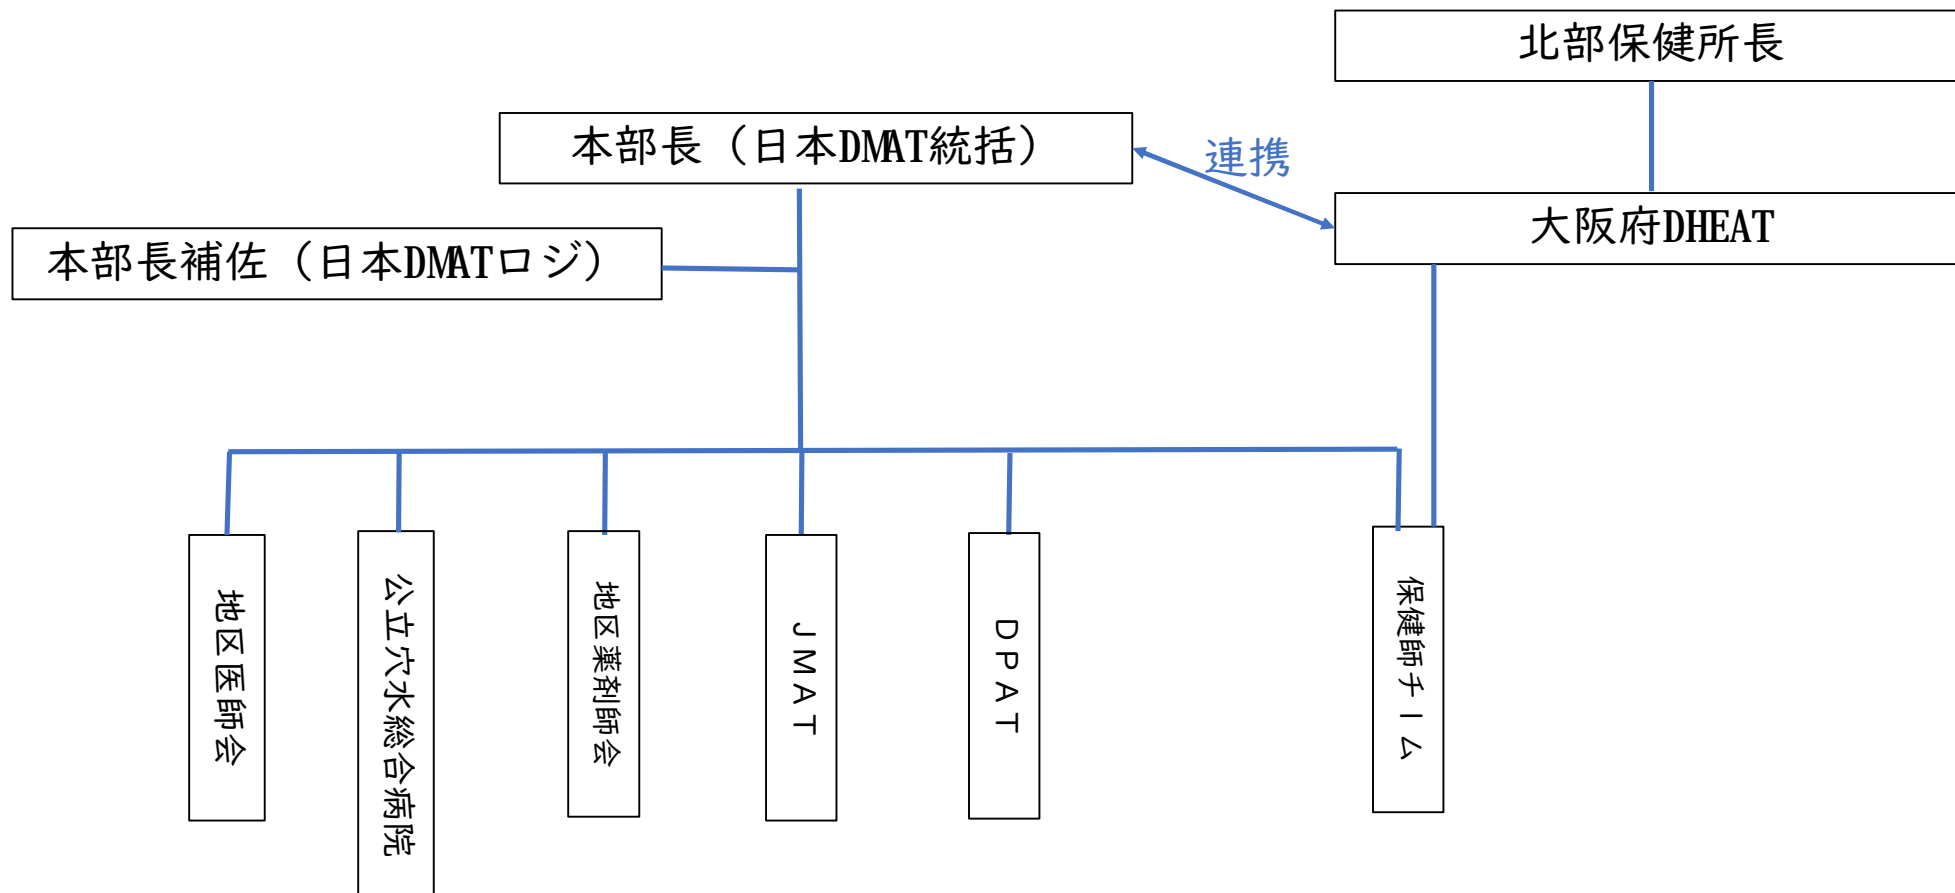 北部保健所長
本部長（日本DMAT統括）
連携
大阪府DHEAT
本部長補佐（日本DMATロジ）
地区医師会
公立穴水総合病院
地区薬剤師会
ＪＭＡＴ
ＤＰＡＴ
保健師チーム